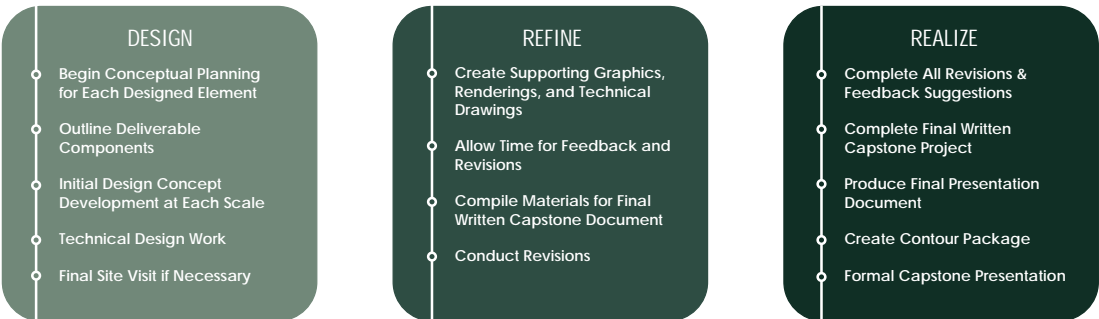 DESIGN
Begin Conceptual Planning
for Each Designed Element
Outline Deliverable
Components
Initial Design Concept
Development at Each Scale
Technical Design Work
Final Site Visit if Necessary
REFINE
Create Supporting Graphics,
Renderings, and Technical
Drawings
Allow Time for Feedback and
Revisions
Compile Materials for Final
Written Capstone Document
Conduct Revisions
REALIZE
Complete All Revisions &
Feedback Suggestions
Complete Final Written
Capstone Project
Produce Final Presentation
Document
Create Contour Package
Formal Capstone Presentation